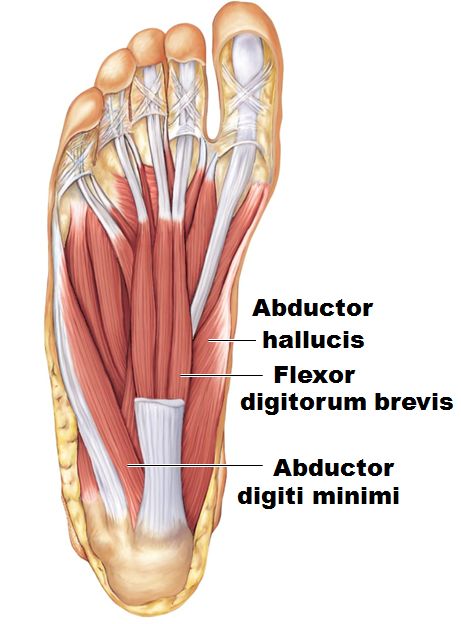 Abductor
hallucis
Flexor
digitorum brevis
Abductor
digiti minimi